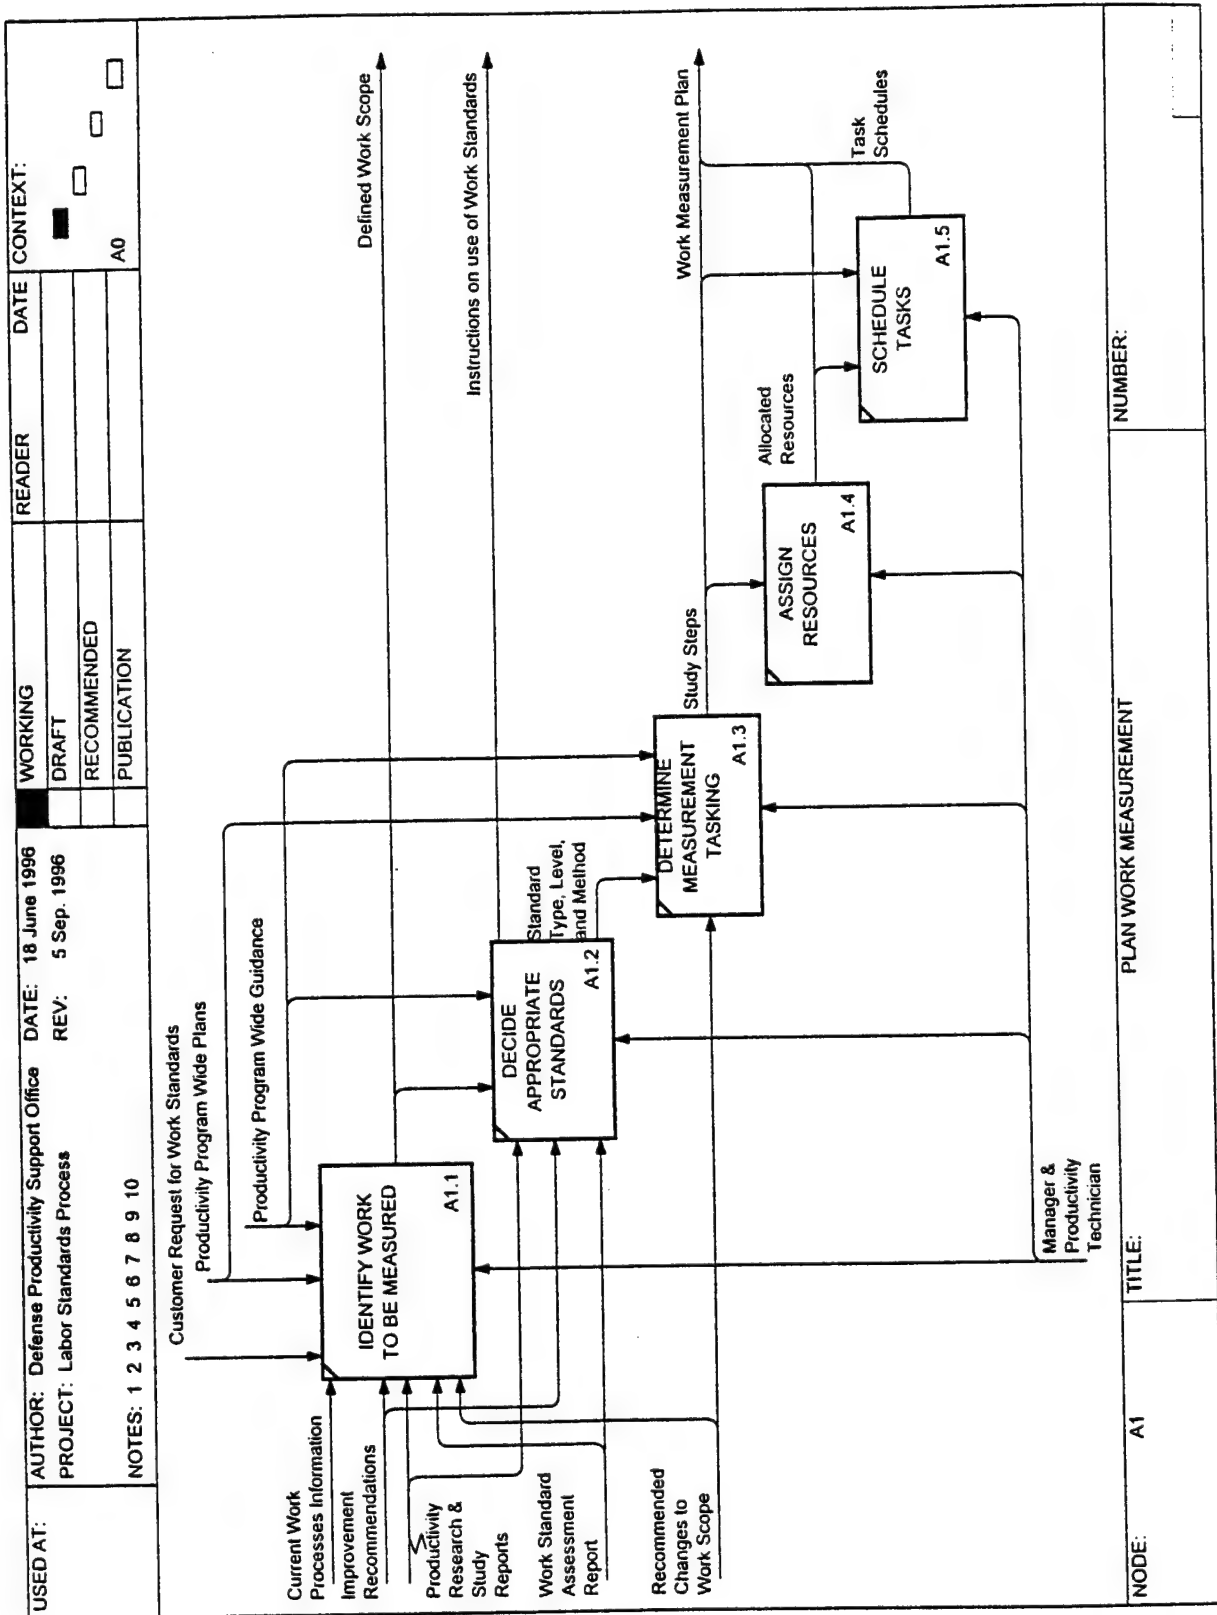 USED AT:
AUTHOR: Defense Productivity Support Office
DATE: 18 June 1996
PROJECT: Labor Standards Process
REV: 5 Sep. 1996
NOTES: 1 2 3 4 5 6 7 8 9 10
WORKING
DRAFT
RECOMMENDED
PUBLICATION
READER
DATE
CONTEXT:
A0
Customer Request for Work Standards
Productivity Program Wide Plans
Productivity Program Wide Guidance
Defined Work Scope
Instructions on use of Work Standards
Current Work
Processes Information
Improvement
Recommendations
Productivity
Research &
Study
Reports
Work Standard
Assessment
Report
Recommended
Changes to
Work Scope
IDENTIFY WORK
TO BE MEASURED
A1.1
DECIDE
APPROPRIATE
STANDARDS
A1.2
Standard
Type, Level,
and Method
DETERMINE
MEASUREMENT
TASKING
A1.3
Study Steps
ASSIGN
RESOURCES
A1.4
Allocated
Resources
SCHEDULE
TASKS
A1.5
Work Measurement Plan
Task
Schedules
Manager &
Productivity
Technician
NODE:
A1
TITLE:
PLAN WORK MEASUREMENT
NUMBER: